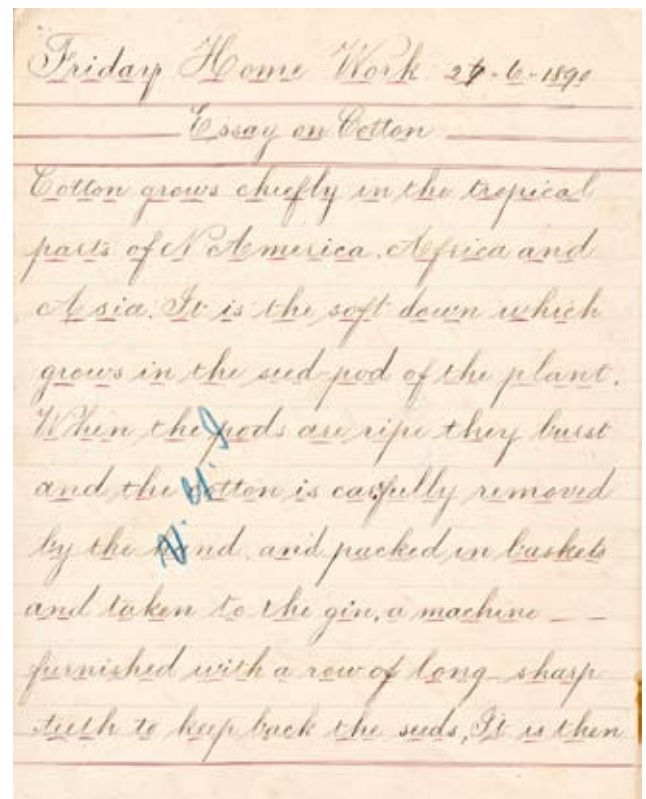 Friday Home Work 27-6-1890
Essay on Cotton
Cotton grows chiefly in the tropical
parts of N America. Africa and
Asia. It is the soft down which
grows in the seed-pod of the plant.
When the pods are ripe they burst
and the cotton is carfully removed
by the hand, and packed in baskets
and taken to the gin, a machine
furnished with a row of long sharp
teeth to keep back the seeds, It is then